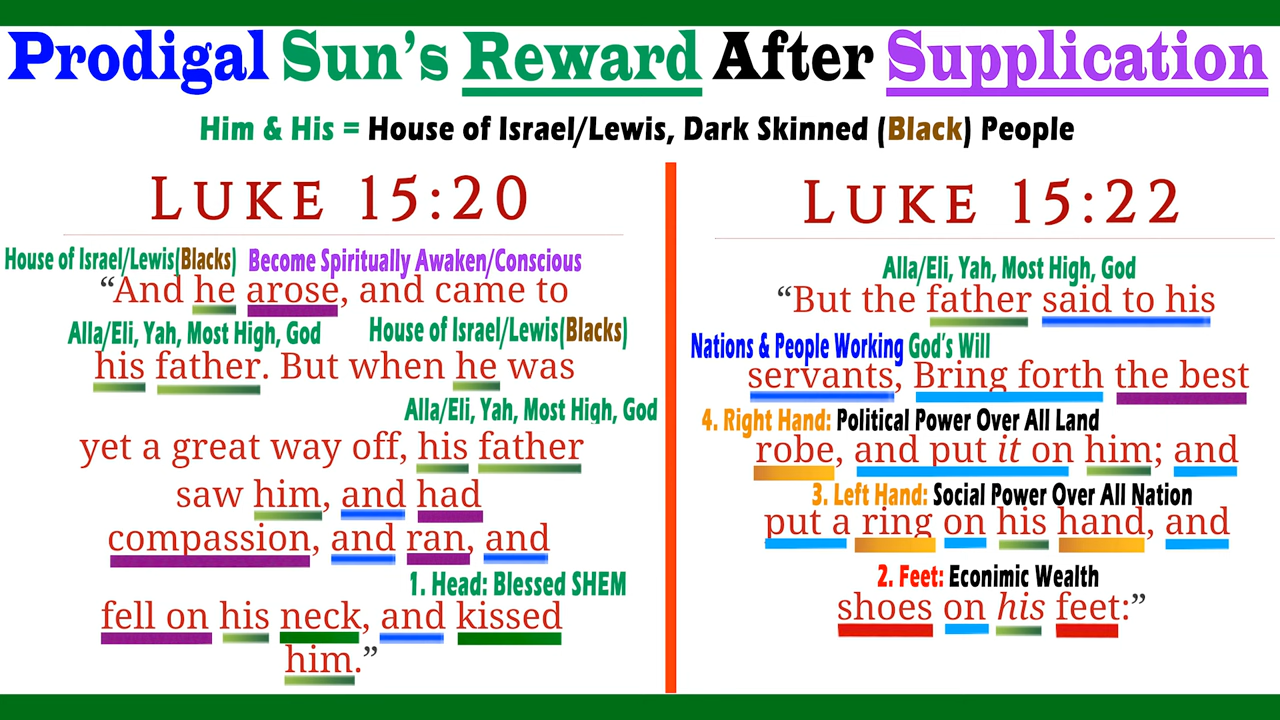 Prodigal Sun's Reward After Supplication
Him & His = House of Israel/Lewis, Dark Skinned (Black) People
LUKE 15:20
House of Israel/Lewis(Blacks) Become Spiritually Awaken/Conscious
“And he arose, and came to
Alla/Eli, Yah, Most High, God House of Israel/Lewis(Blacks)
his father. But when he was
Alla/Eli, Yah, Most High, God
yet a great way off, his father
saw him, and had
compassion, and ran, and
1. Head: Blessed SHEM
fell on his neck, and kissed
him.”
LUKE 15:22
Alla/Eli, Yah, Most High, God
“But the father said to his
Nations & People Working God's Will
servants, Bring forth the best
4. Right Hand: Political Power Over All Land
robe, and put it on him; and
3. Left Hand: Social Power Over All Nation
put a ring on his hand, and
2. Feet: Econimic Wealth
shoes on his feet:”